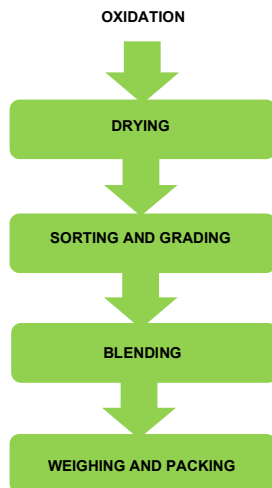 OXIDATION
DRYING
SORTING AND GRADING
BLENDING
WEIGHING AND PACKING